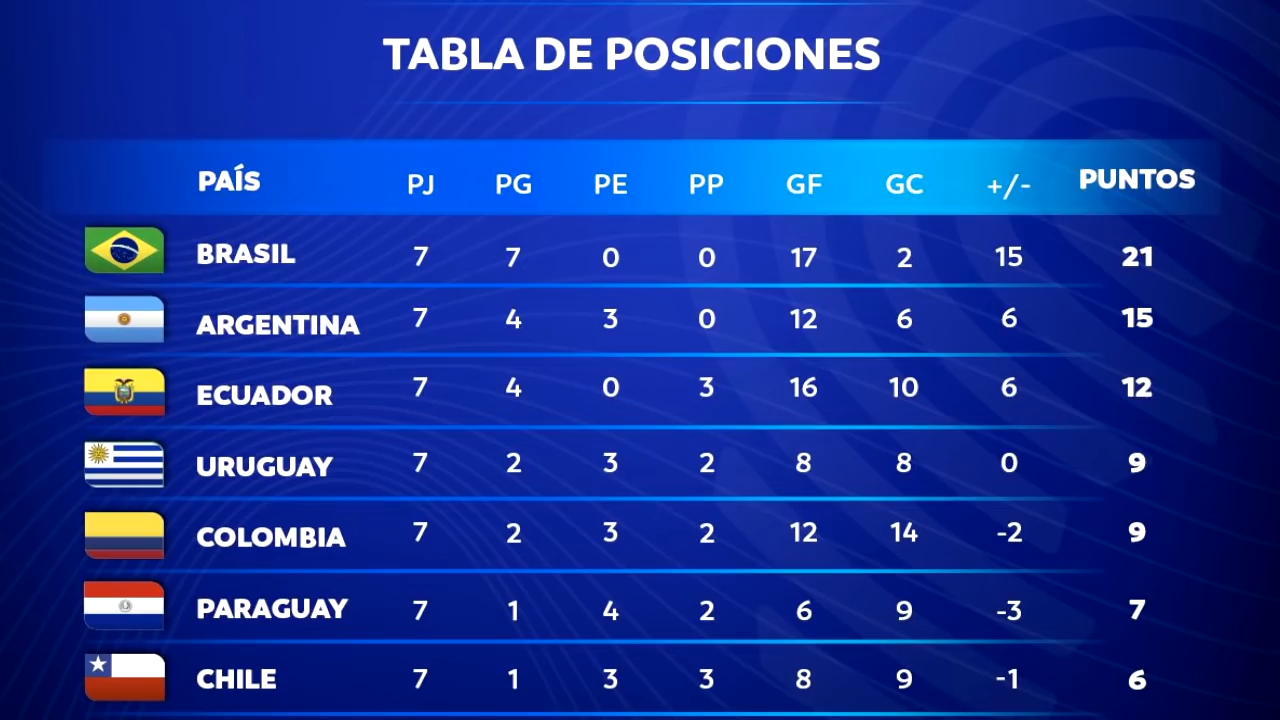 TABLA DE POSICIONES
PAÍS PJ PG PE PP GF GC +/- PUNTOS
BRASIL 7 7 0 0 17 2 15 21
ARGENTINA 7 4 3 0 12 6 6 15
ECUADOR 7 4 0 3 16 10 6 12
URUGUAY 7 2 3 2 8 8 0 9
COLOMBIA 7 2 3 2 12 14 -2 9
PARAGUAY 7 1 4 2 6 9 -3 7
CHILE 7 1 3 3 8 9 -1 6